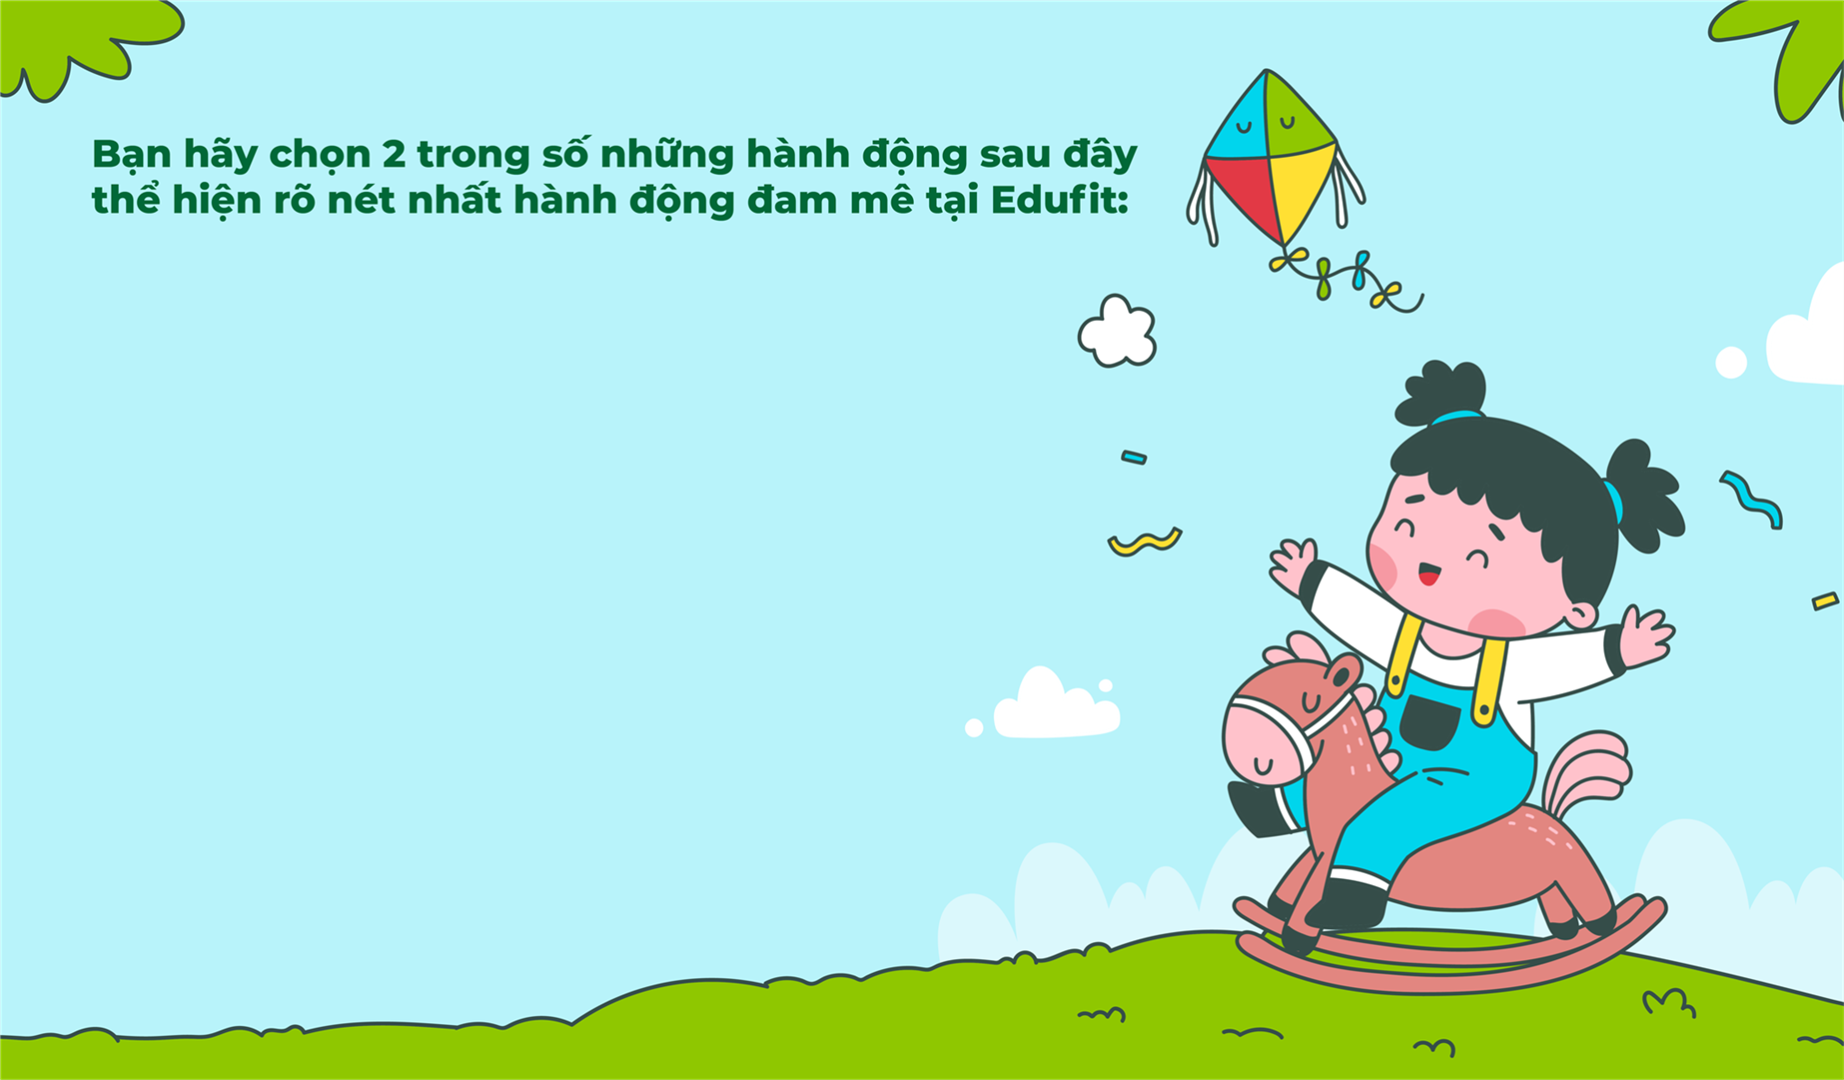 Bạn hãy chọn 2 trong số những hành động sau đây
thể hiện rõ nét nhất hành động đam mê tại Edufit: